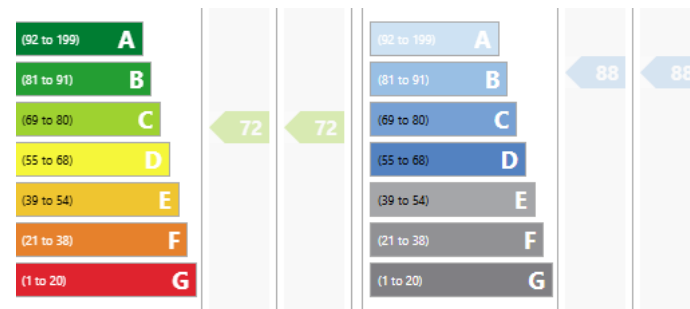 (92 to 199) A
(81 to 91) B
(69 to 80) C
72 72
(55 to 68) D
(39 to 54) E
(21 to 38) F
(1 to 20) G
(92 to 199) A
(81 to 91) B
88 88
(69 to 80) C
(55 to 68) D
(39 to 54) E
(21 to 38) F
(1 to 20) G